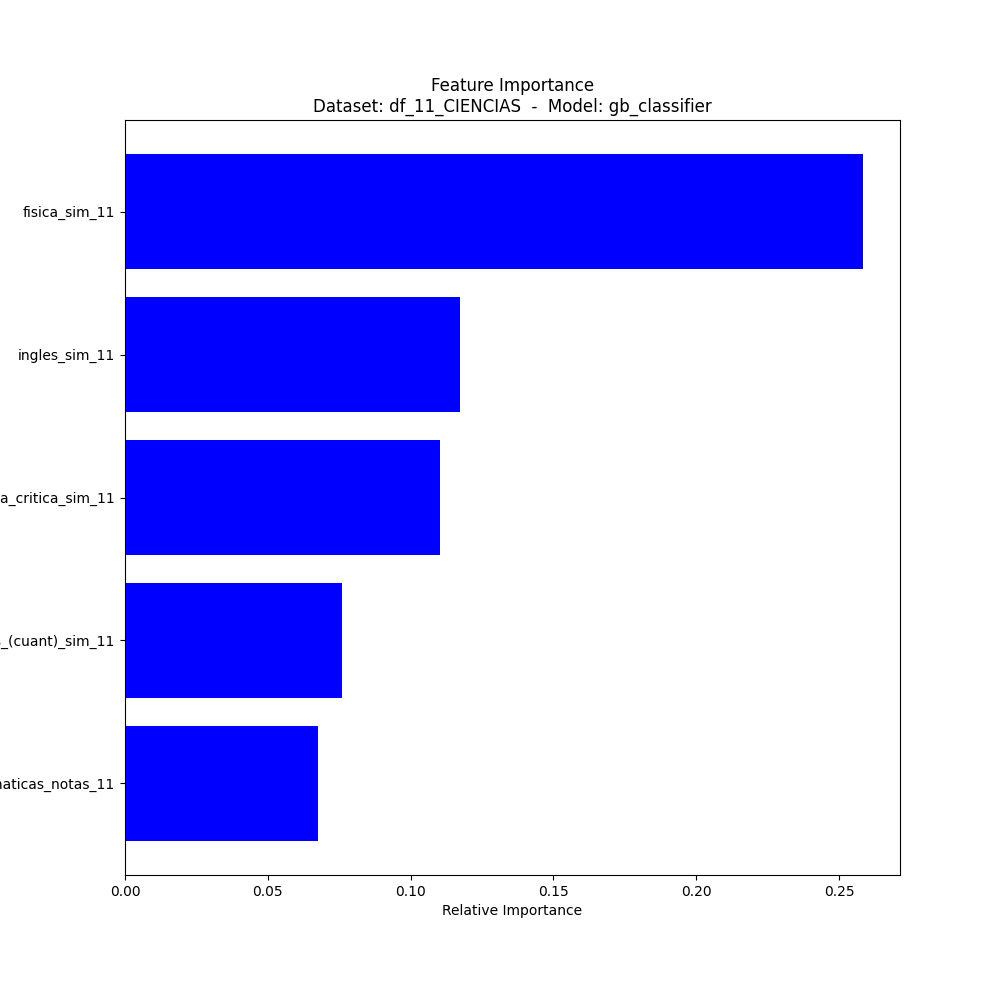 Feature Importance
Dataset: df_11_CIENCIAS - Model: gb_classifier
fisica_sim_11
ingles_sim_11
a_critica_sim_11
_(cuant)_sim_11
aticas_notas_11
0.00 0.05 0.10 0.15 0.20 0.25
Relative Importance